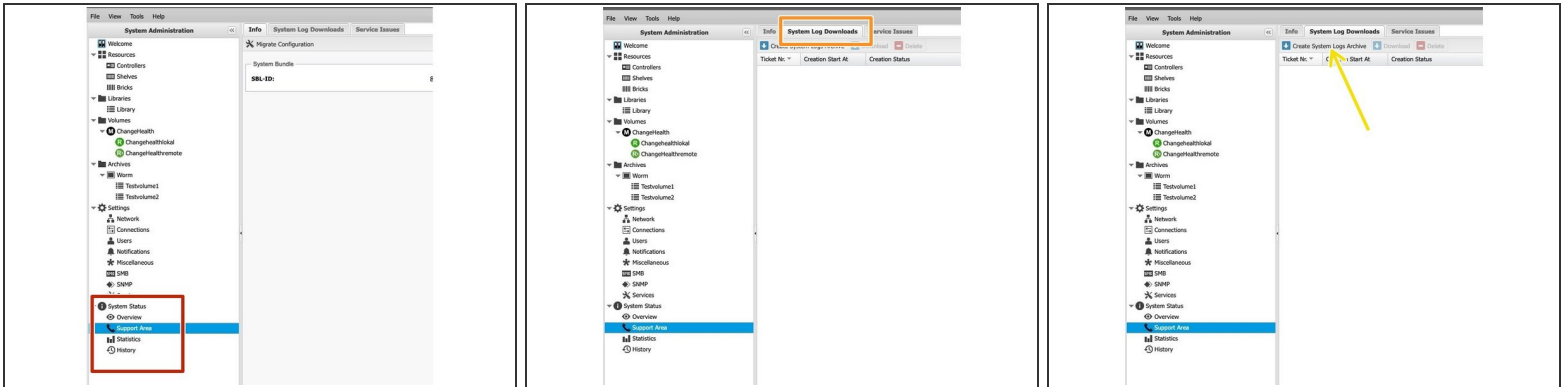 File View Tools Help
System Administration
Welcome
Resources
Controllers
Shelves
Bricks
Libraries
Library
Volumes
ChangeHealth
Changehealthlokal
ChangeHealthremote
Archives
Worm
Testvolume1
Testvolume2
Settings
Network
Connections
Users
Notifications
Miscellaneous
SMB
SNMP
System Status
Overview
Support Area
Statistics
History
Info System Log Downloads Service Issues
Migrate Configuration
System Bundle
SBL-ID:
File View Tools Help
System Administration
Welcome
Resources
Controllers
Shelves
Bricks
Libraries
Library
Volumes
ChangeHealth
Changehealthlokal
ChangeHealthremote
Archives
Worm
Testvolume1
Testvolume2
Settings
Network
Connections
Users
Notifications
Miscellaneous
SMB
SNMP
Services
System Status
Overview
Support Area
Statistics
History
Info System Log Downloads Service Issues
Create System Logs Archive Download Delete
Ticket Nr. Creation Start At Creation Status
File View Tools Help
System Administration
Welcome
Resources
Controllers
Shelves
Bricks
Libraries
Library
Volumes
ChangeHealth
Changehealthlokal
ChangeHealthremote
Archives
Worm
Testvolume1
Testvolume2
Settings
Network
Connections
Users
Notifications
Miscellaneous
SMB
SNMP
Services
System Status
Overview
Support Area
Statistics
History
Info System Log Downloads Service Issues
Create System Logs Archive Download Delete
Ticket Nr. Start At Creation Status